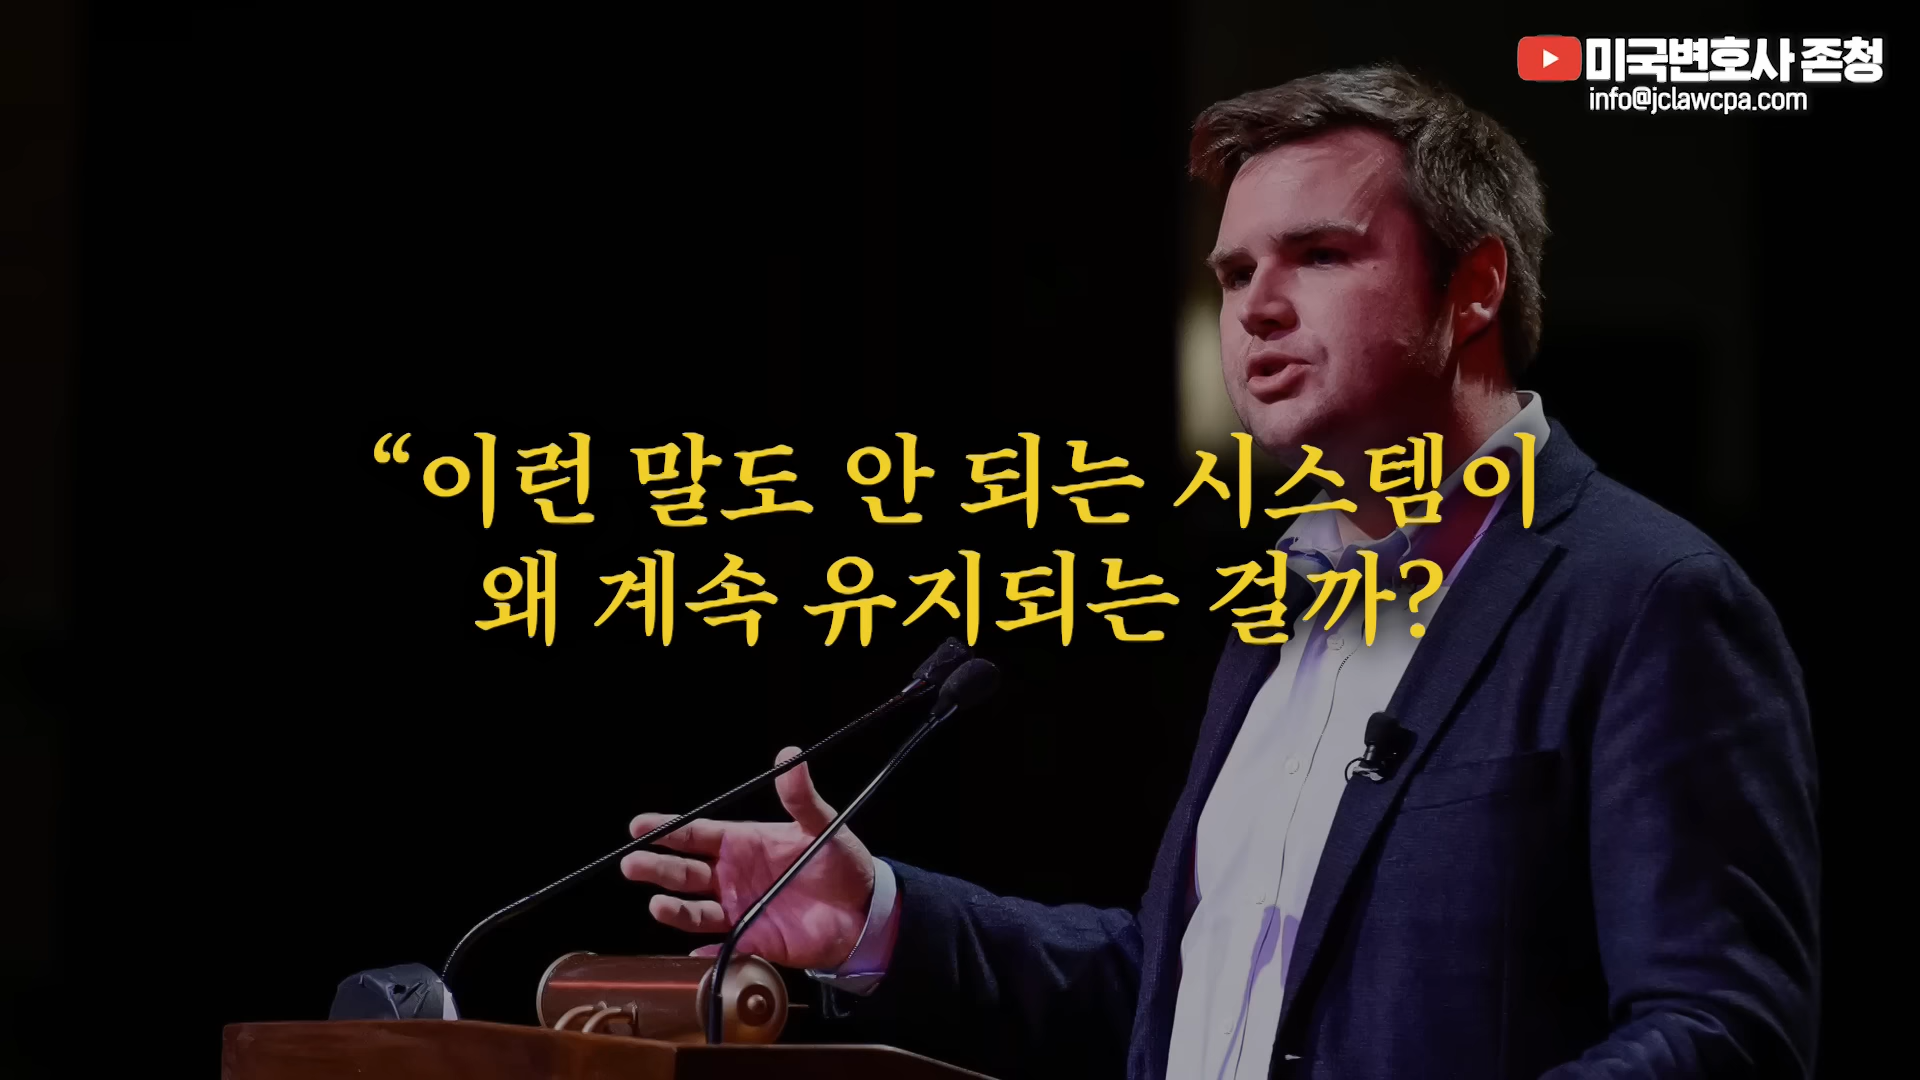 미국변호사 존청
info@jclawcpa.com
“이런 말도 안 되는 시스템이
왜 계속 유지되는 걸까?